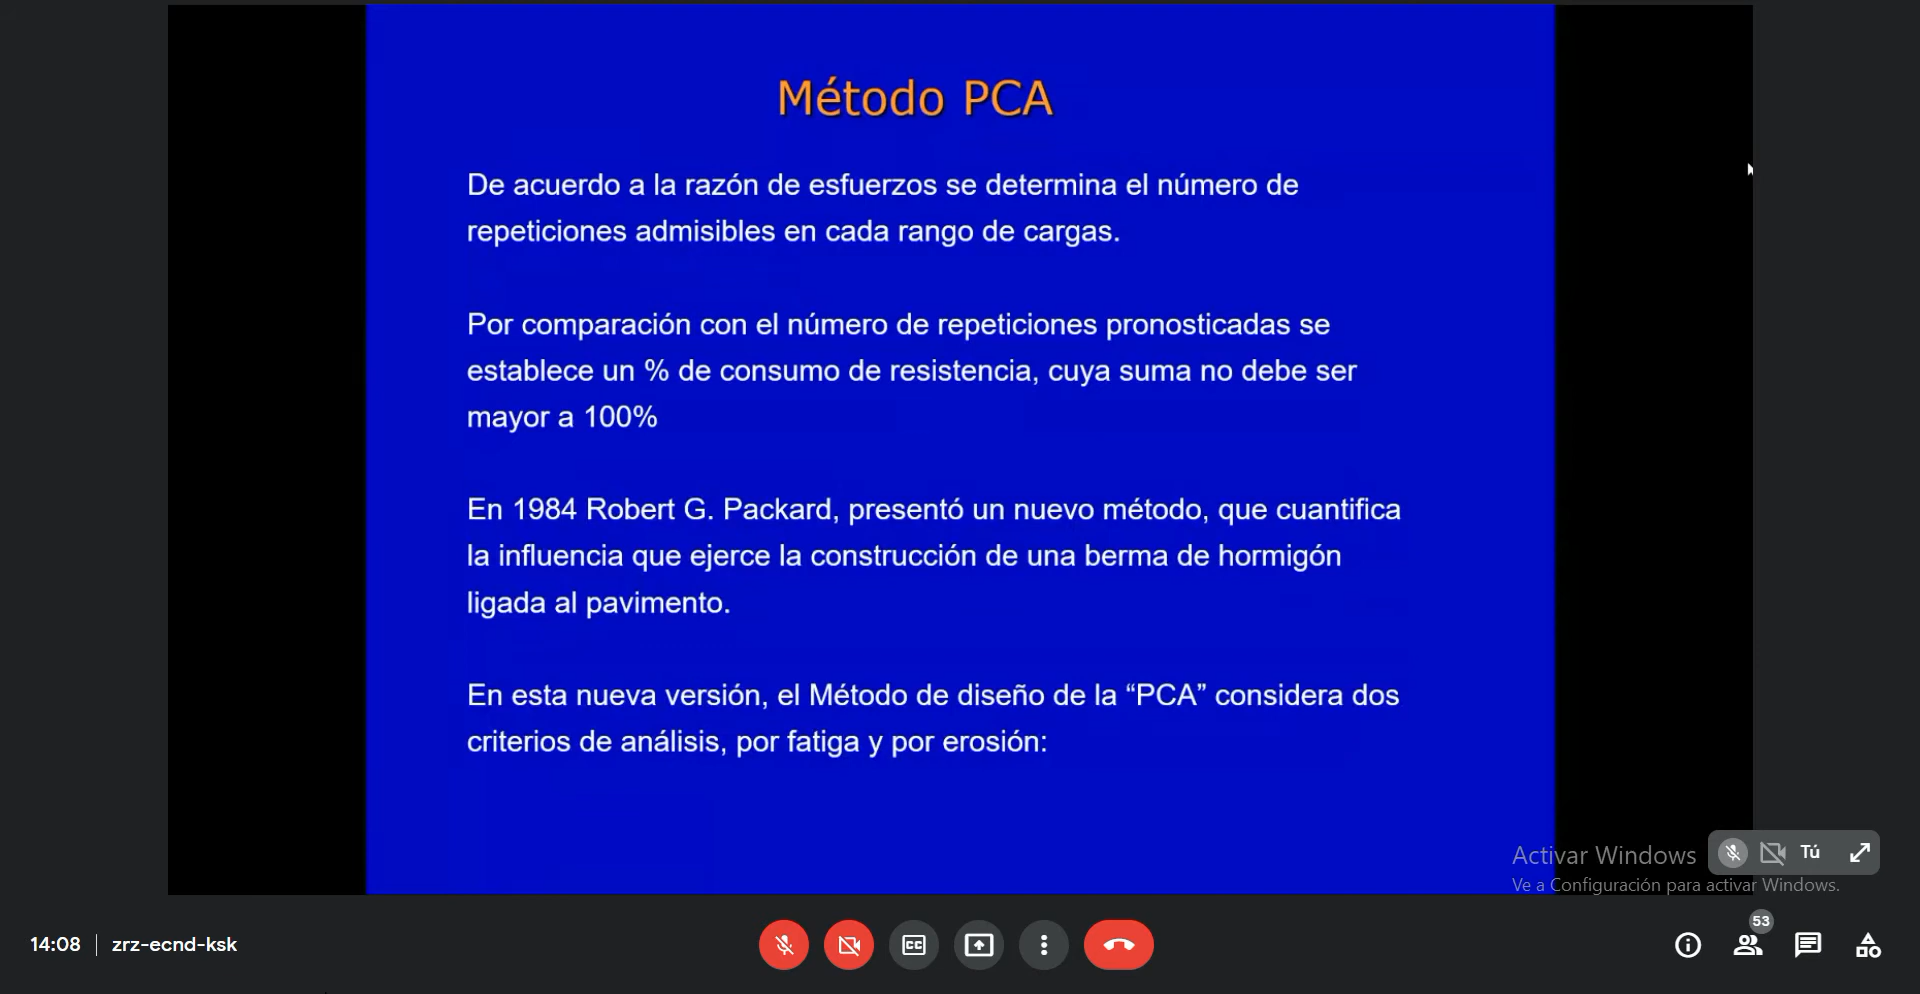 Método PCA
De acuerdo a la razón de esfuerzos se determina el número de
repeticiones admisibles en cada rango de cargas.
Por comparación con el número de repeticiones pronosticadas se
establece un % de consumo de resistencia, cuya suma no debe ser
mayor a 100%
En 1984 Robert G. Packard, presentó un nuevo método, que cuantifica
la influencia que ejerce la construcción de una berma de hormigón
ligada al pavimento.
En esta nueva versión, el Método de diseño de la “PCA” considera dos
criterios de análisis, por fatiga y por erosión:
Activar Windows
Ve a Configuración para activar Windows.
Tú
14:08 | zrz-ecnd-ksk
CC
53